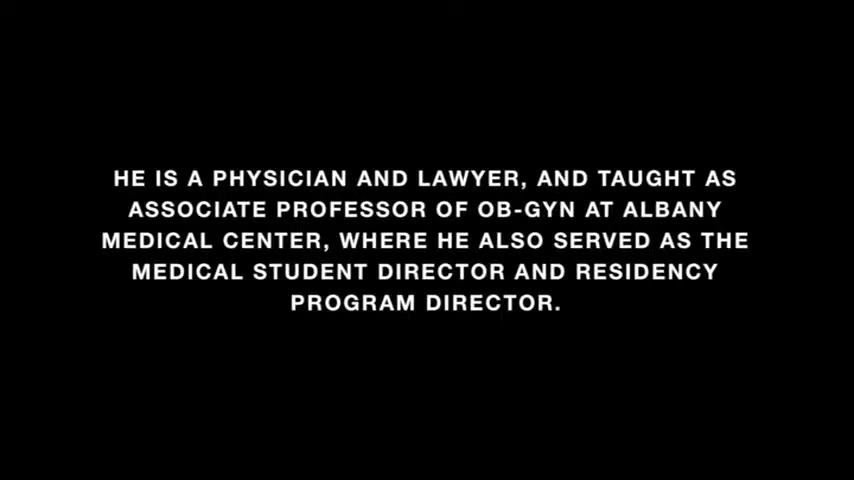 HE IS A PHYSICIAN AND LAWYER, AND TAUGHT AS
ASSOCIATE PROFESSOR OF OB-GYN AT ALBANY
MEDICAL CENTER, WHERE HE ALSO SERVED AS THE
MEDICAL STUDENT DIRECTOR AND RESIDENCY
PROGRAM DIRECTOR.